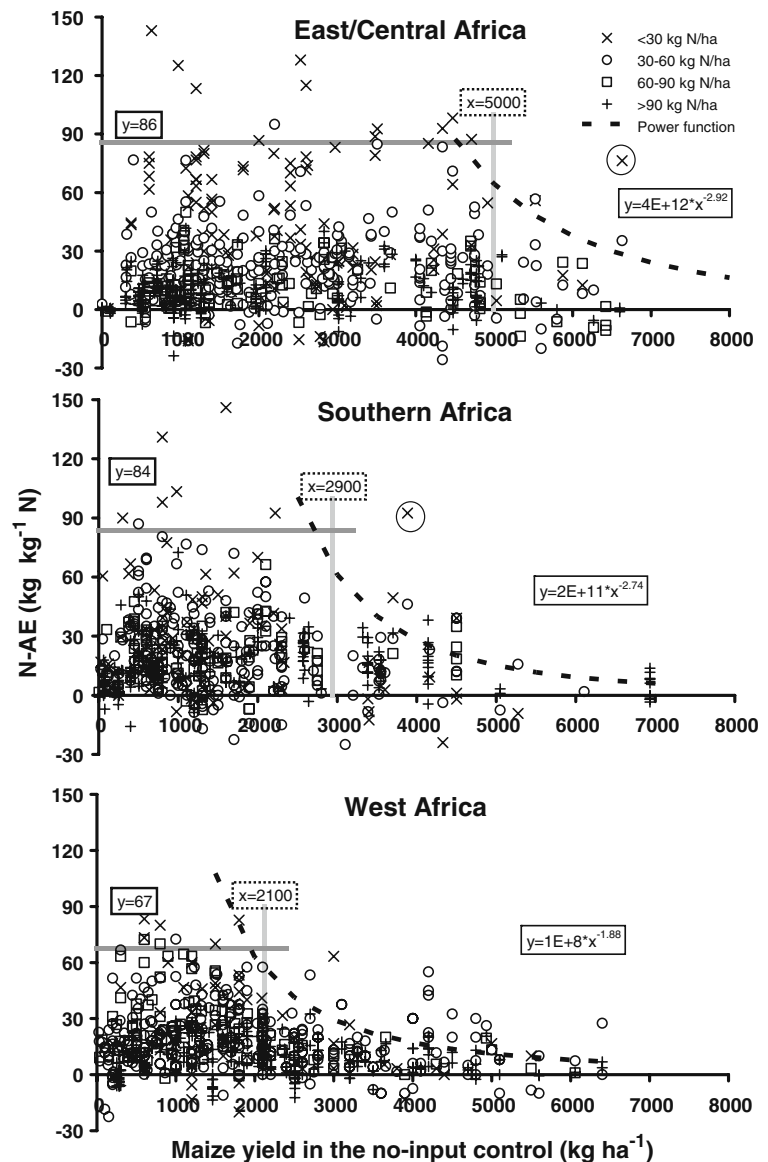 East/Central Africa
<30 kg N/ha
30-60 kg N/ha
60-90 kg N/ha
>90 kg N/ha
Power function
150
120
90
60
30
0
-30
y=86
x=5000
y=4E+12*x-2.92
0 1000 2000 3000 4000 5000 6000 7000 8000
Southern Africa
150
120
90
60
30
0
-30
y=84
x=2900
y=2E+11*x-2.74
0 1000 2000 3000 4000 5000 6000 7000 8000
N-AE (kg kg-1 N)
West Africa
150
120
90
60
30
0
-30
y=67
x=2100
y=1E+8*x-1.88
0 1000 2000 3000 4000 5000 6000 7000 8000
Maize yield in the no-input control (kg ha-1)